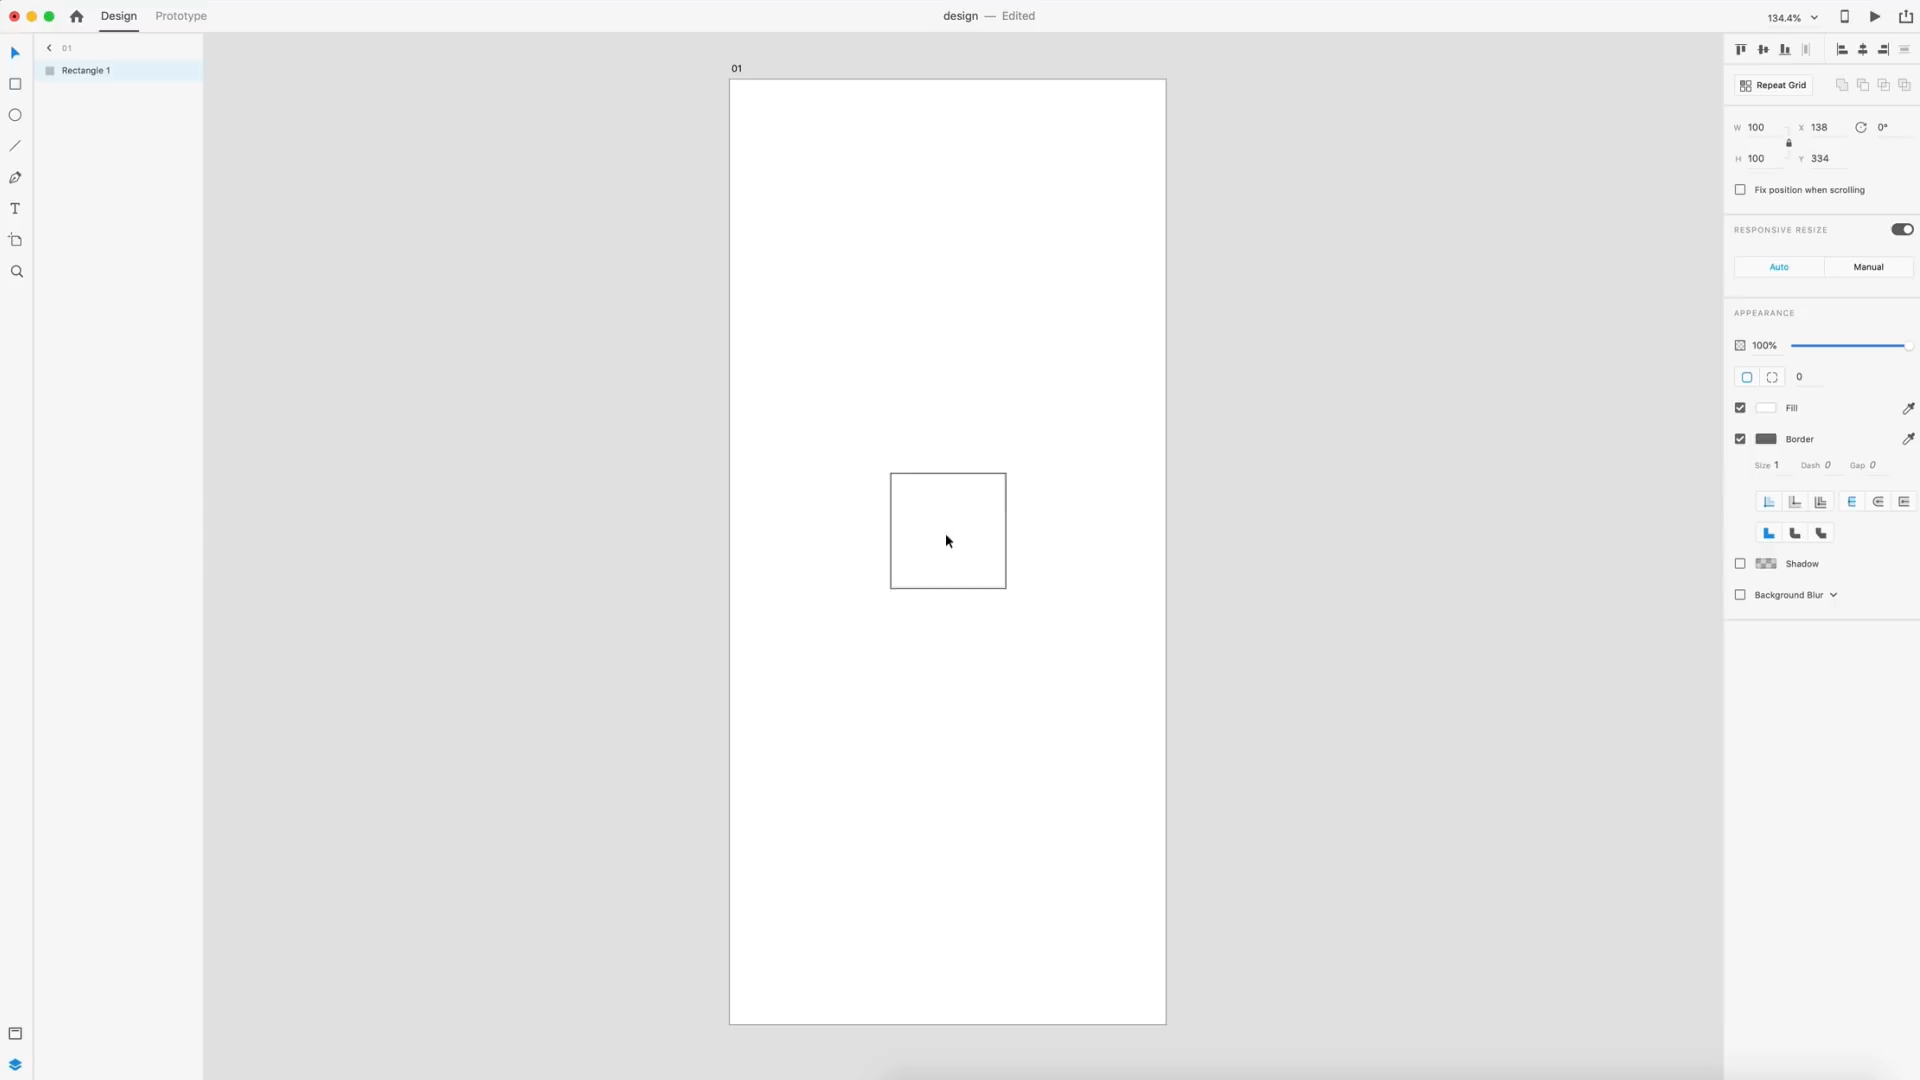 Design Prototype design — Edited 134.4%
01
Rectangle 1
01
Repeat Grid
W 100 X 138 0°
H 100 Y 334
Fix position when scrolling
RESPONSIVE RESIZE
Auto Manual
APPEARANCE
100%
0
Fill
Border
Size 1 Dash 0 Gap 0
Shadow
Background Blur